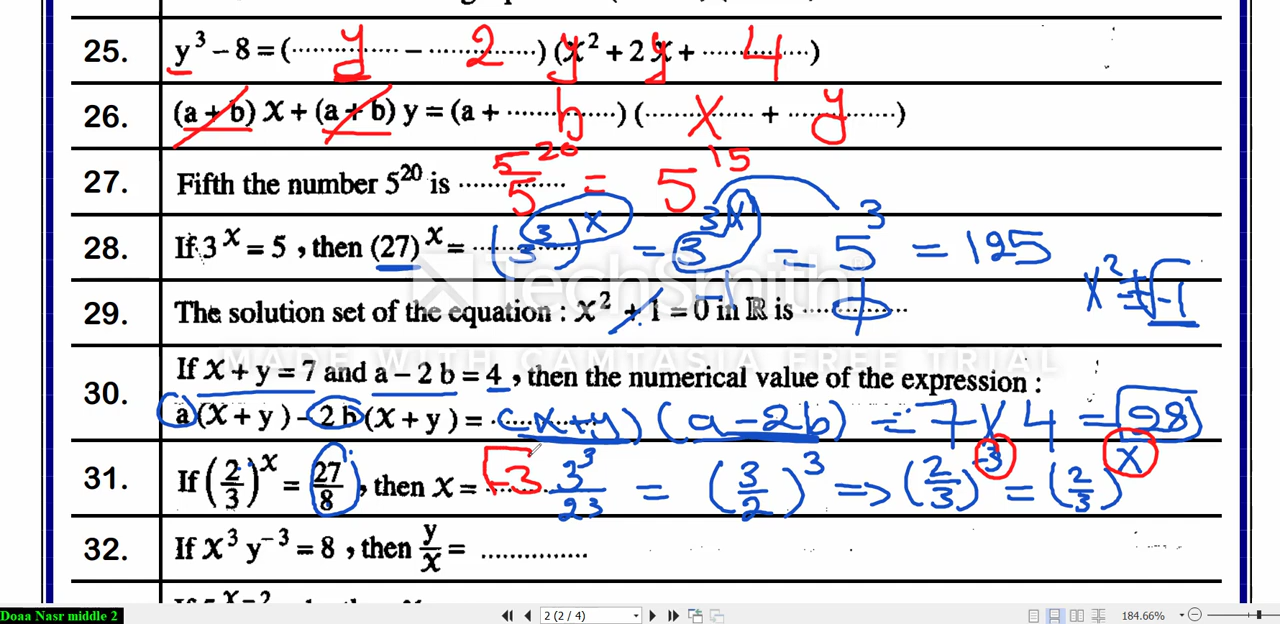 25. y³ – 8 = (.... y .... – .... 2 ....) (x² y² + 2 x y + .... 4 ....)
26. (a + b) x + (a + b) y = (a + .... b ....) (.... x .... + .... y ....)
27. Fifth the number 5²⁰ is .... 5²⁰/5 = 5¹⁵
28. If 3ˣ = 5 , then (27)ˣ = .... (3³)ˣ = 3³ˣ = 5³ = 125
29. The solution set of the equation : x² + 1 = 0 in ℝ is .... ϕ ....
-1
x² = ±√-1
If x + y = 7 and a – 2 b = 4 , then the numerical value of the expression :
30. a (x + y) – 2 b (x + y) = (x + y) (a – 2b) = 7 x 4 = 28
31. If (2/3)ˣ = 27/8 , then x = -3 .... 3³/2³ = (3/2)³ ⇒ (2/3)⁻³ = (2/3)ˣ
32. If x³ y⁻³ = 8 , then y/x = ................
TechSmith
MADE WITH CAMTASIA FREE TRIAL
Doaa Nasr middle 2
2 (2 / 4)
184.66%